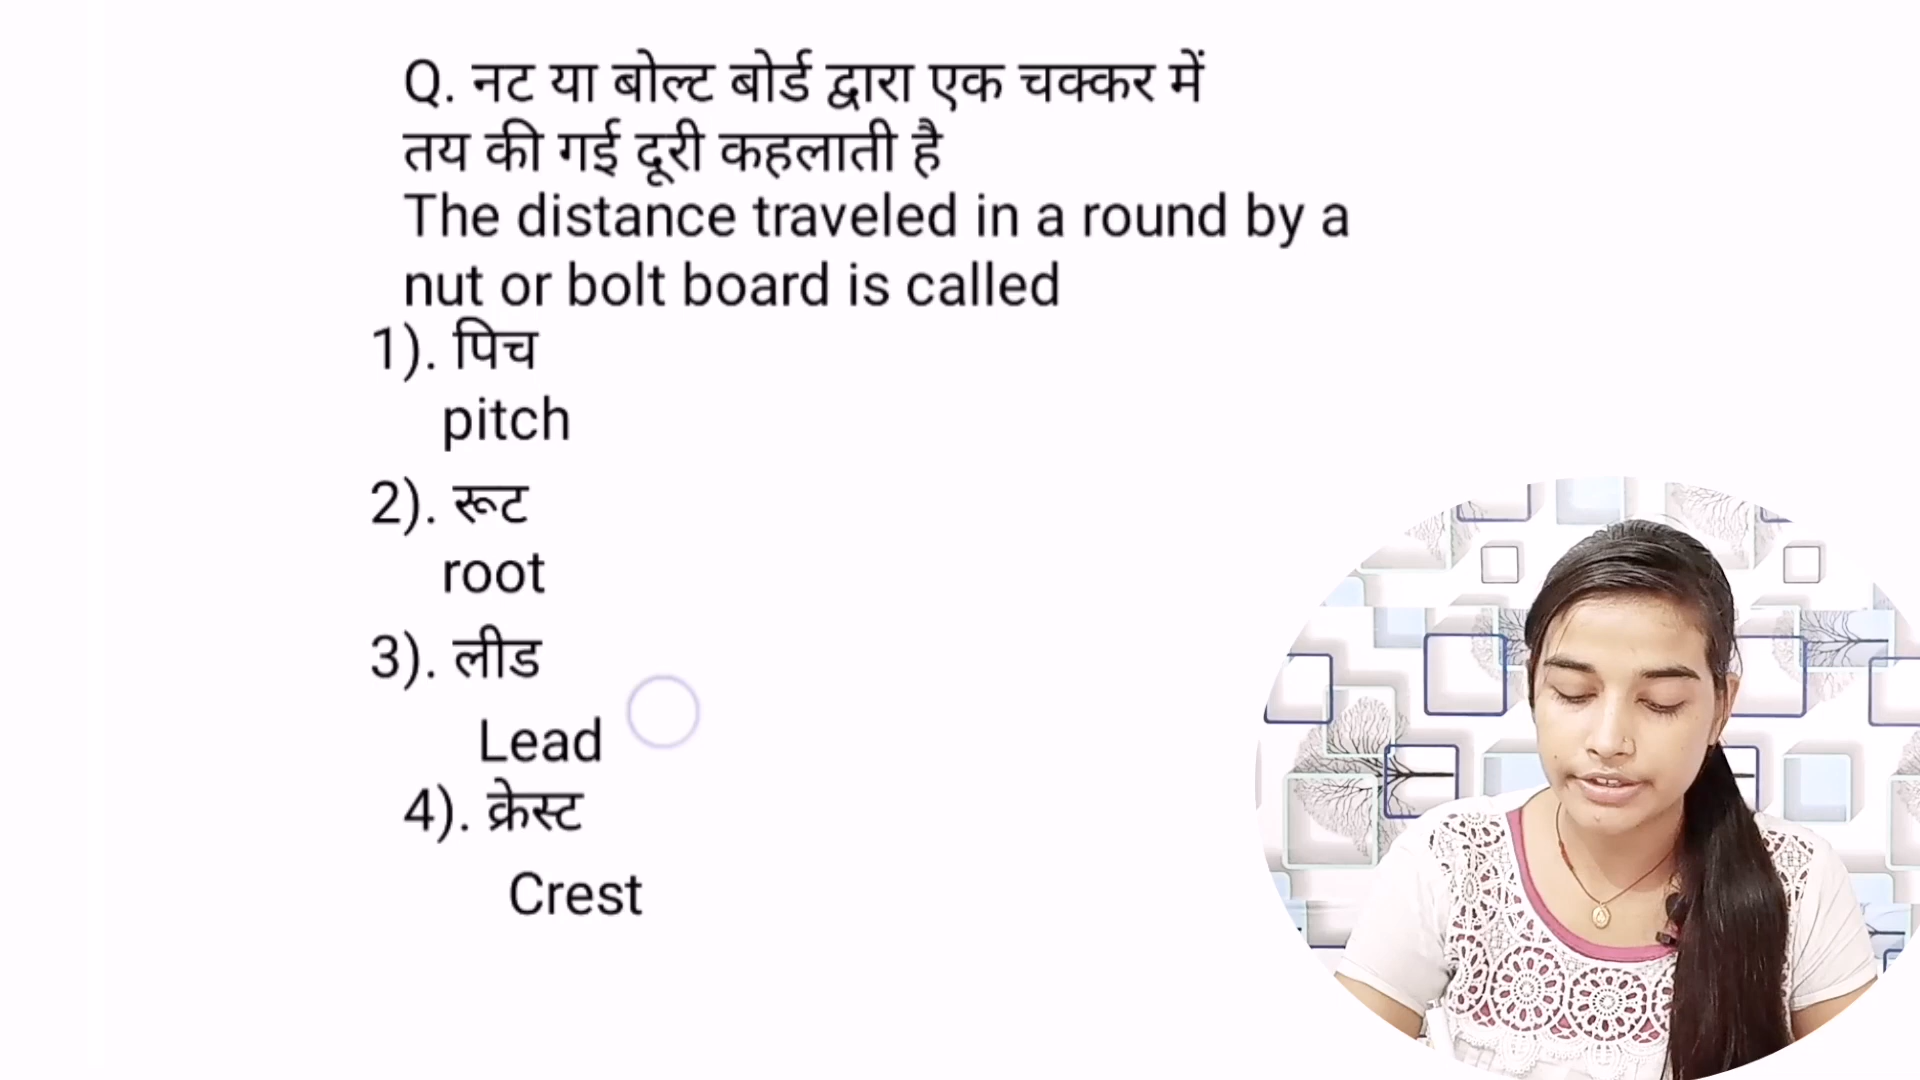 Q. नट या बोल्ट बोर्ड द्वारा एक चक्कर में
तय की गई दूरी कहलाती है
The distance traveled in a round by a
nut or bolt board is called
1). पिच
pitch
2). रूट
root
3). लीड
Lead
4). क्रेस्ट
Crest